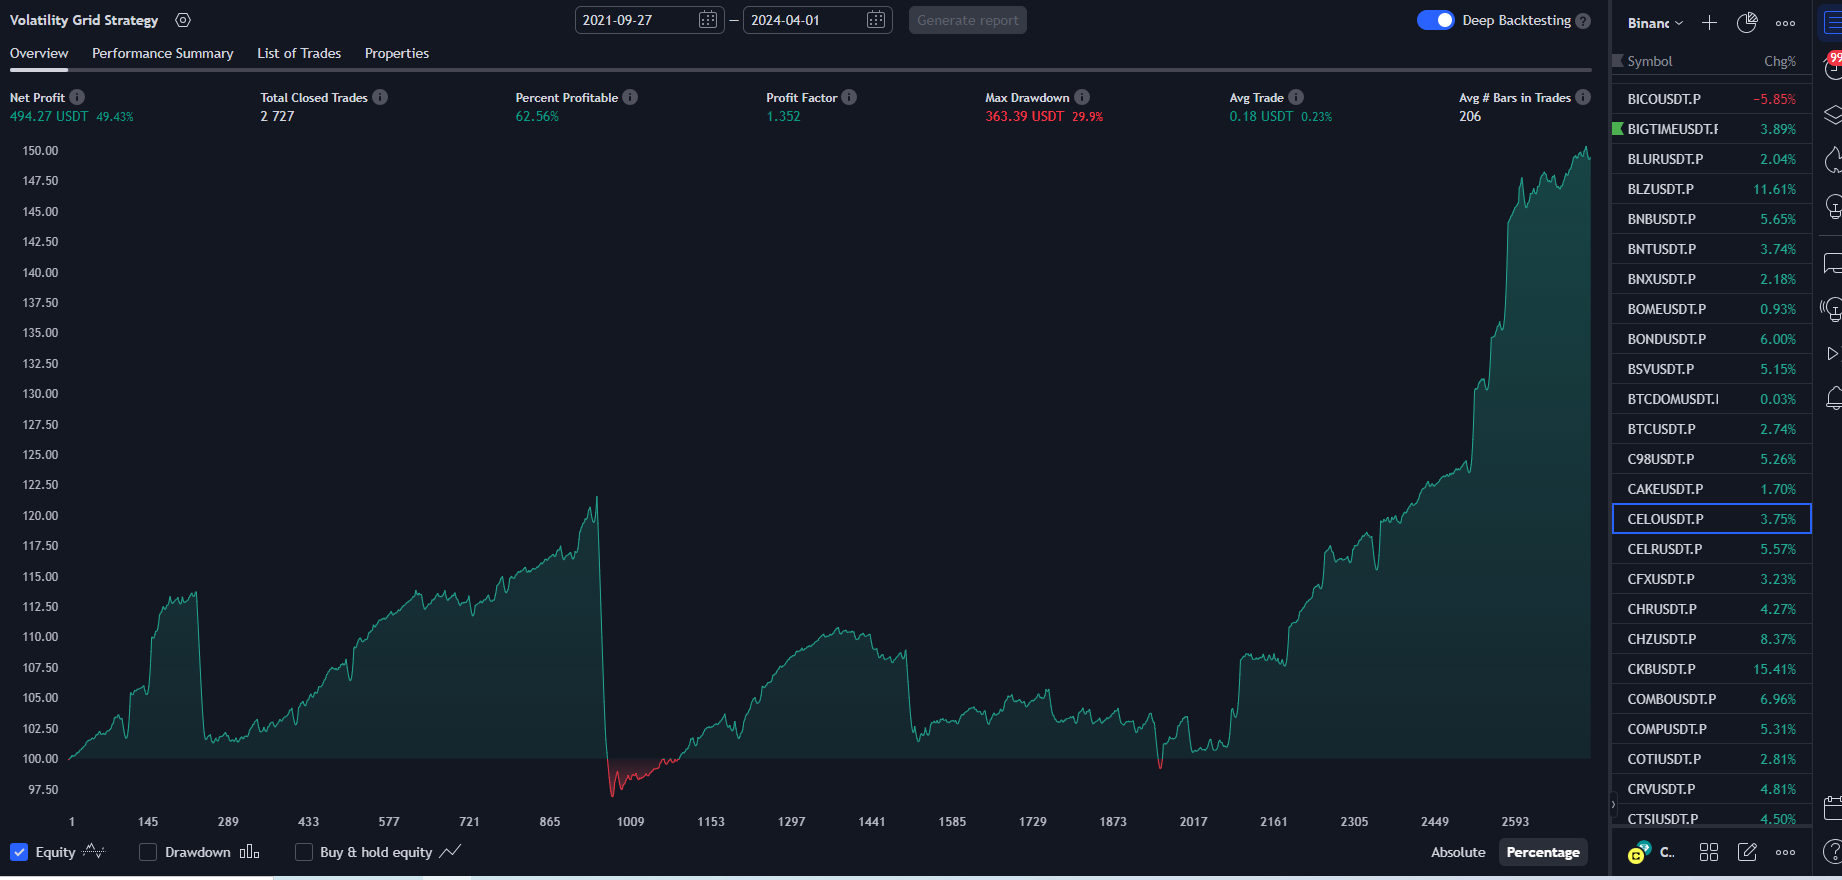 Volatility Grid Strategy
2021-09-27 — 2024-04-01 Generate report
Deep Backtesting ?
Overview Performance Summary List of Trades Properties
Net Profit Total Closed Trades Percent Profitable Profit Factor Max Drawdown Avg Trade Avg # Bars in Trades
494.27 USDT 49.43% 2 727 62.56% 1.352 363.39 USDT 29.9% 0.18 USDT 0.23% 206
150.00
147.50
145.00
142.50
140.00
137.50
135.00
132.50
130.00
127.50
125.00
122.50
120.00
117.50
115.00
112.50
110.00
107.50
105.00
102.50
100.00
97.50
1 145 289 433 577 721 865 1009 1153 1297 1441 1585 1729 1873 2017 2161 2305 2449 2593
Equity Drawdown Buy & hold equity Absolute Percentage
Binanc
Symbol Chg%
BICOUSDT.P −5.85%
BIGTIMEUSDT.P 3.89%
BLURUSDT.P 2.04%
BLZUSDT.P 11.61%
BNBUSDT.P 5.65%
BNTUSDT.P 3.74%
BNXUSDT.P 2.18%
BOMEUSDT.P 0.93%
BONDUSDT.P 6.00%
BSVUSDT.P 5.15%
BTCDOMUSDT. 0.03%
BTCUSDT.P 2.74%
C98USDT.P 5.26%
CAKEUSDT.P 1.70%
CELOUSDT.P 3.75%
CELRUSDT.P 5.57%
CFXUSDT.P 3.23%
CHRUSDT.P 4.27%
CHZUSDT.P 8.37%
CKBUSDT.P 15.41%
COMBOUSDT.P 6.96%
COMPUSDT.P 5.31%
COTIUSDT.P 2.81%
CRVUSDT.P 4.81%
CTSIUSDT.P 4.50%
C..
99